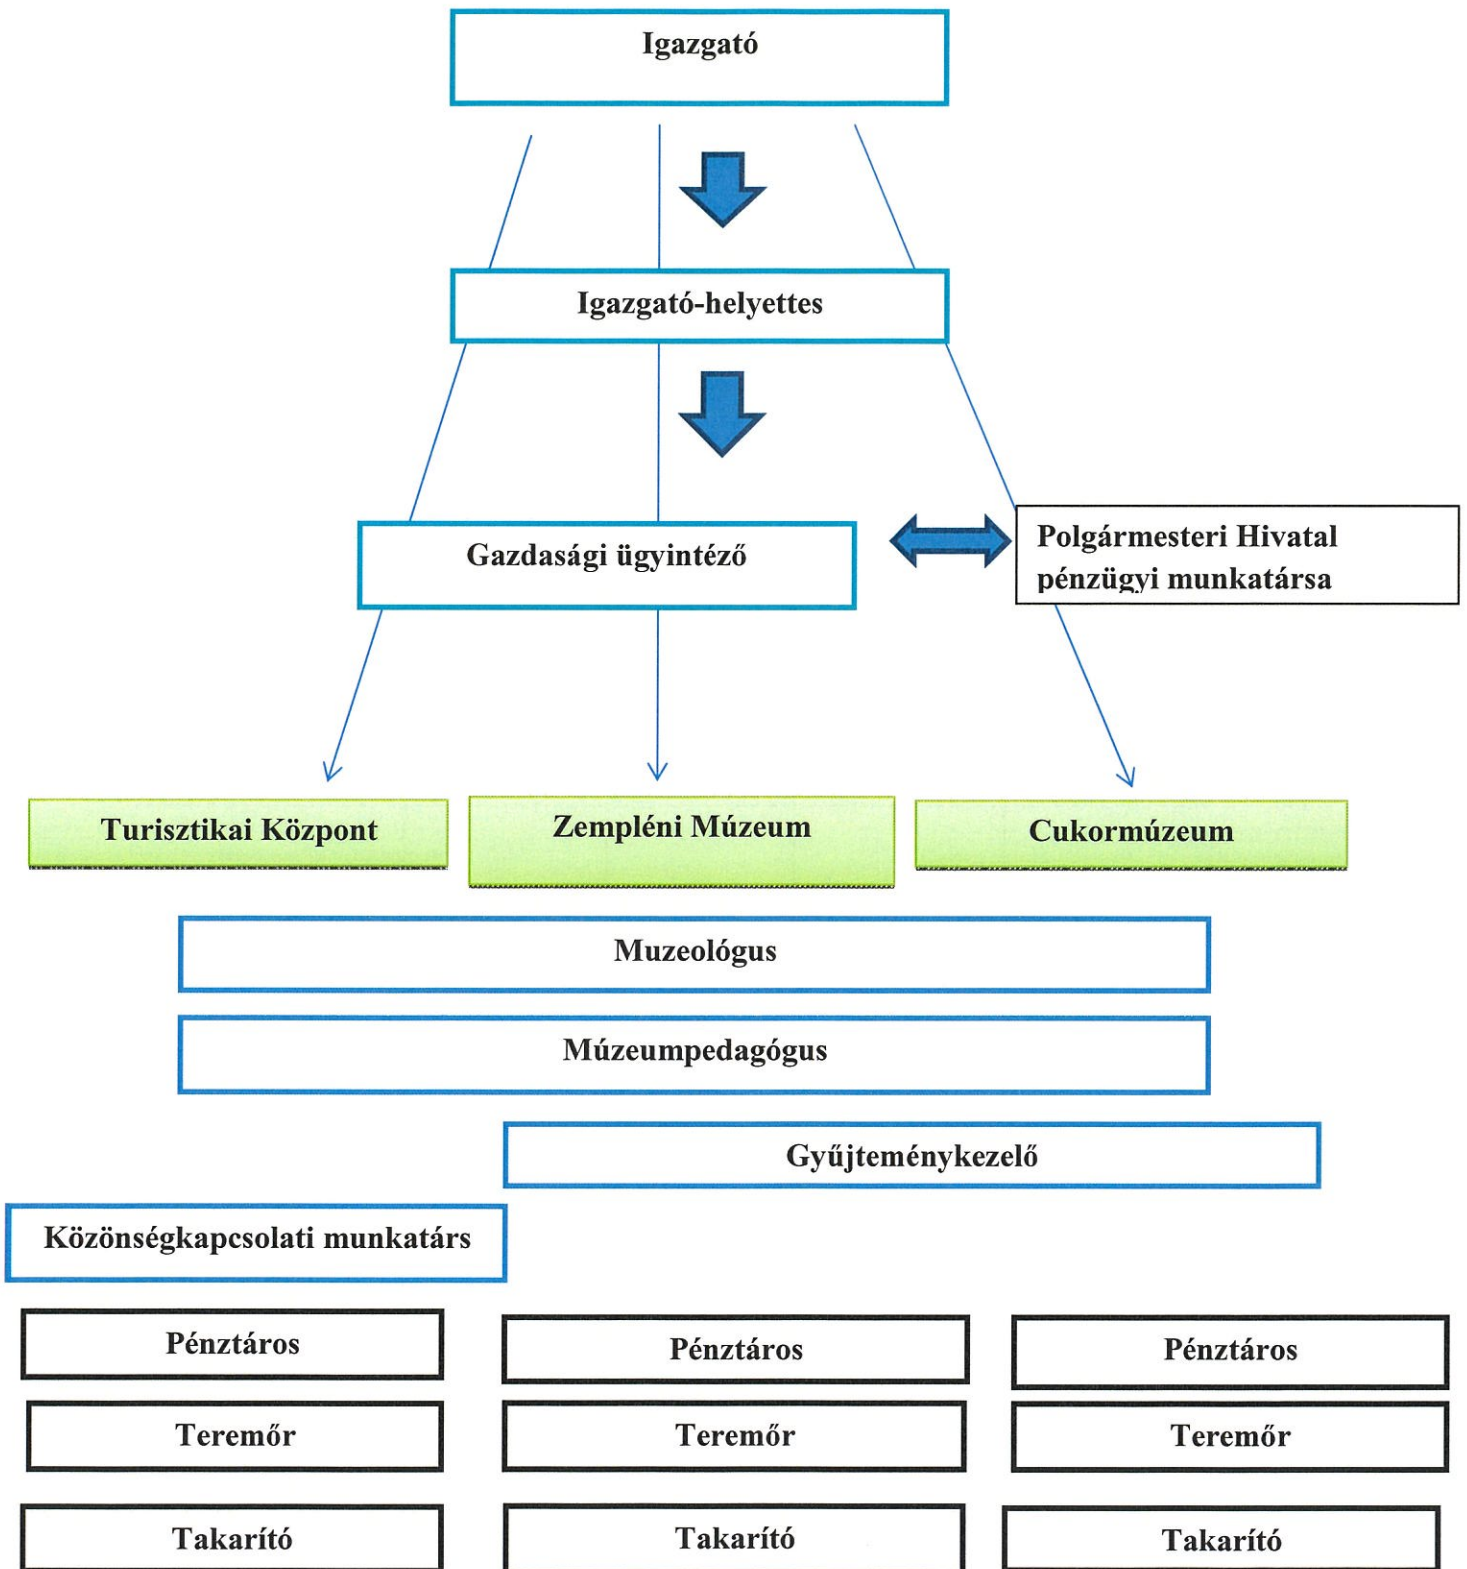 Igazgató
Igazgató-helyettes
Gazdasági ügyintéző
Polgármesteri Hivatal
pénzügyi munkatársa
Turisztikai Központ
Zempléni Múzeum
Cukormúzeum
Muzeológus
Múzeumpedagógus
Gyűjteménykezelő
Közönségkapcsolati munkatárs
Pénztáros
Pénztáros
Pénztáros
Teremőr
Teremőr
Teremőr
Takarító
Takarító
Takarító